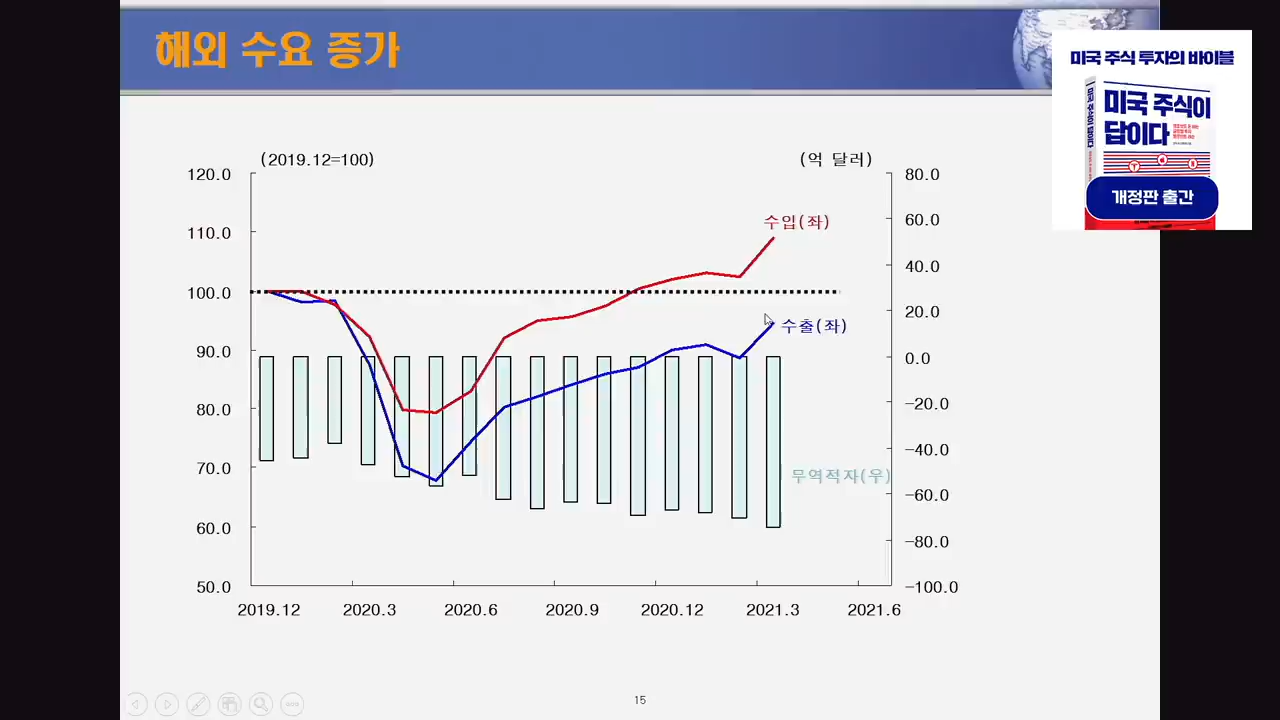 해외 수요 증가
미국 주식 투자의 바이블
미국 주식이
답이다
개정판 출간
(2019.12=100)
(억 달러)
120.0
110.0
100.0
90.0
80.0
70.0
60.0
50.0
수입(좌)
수출(좌)
무역적자(우)
80.0
60.0
40.0
20.0
0.0
−20.0
−40.0
−60.0
−80.0
−100.0
2019.12 2020.3 2020.6 2020.9 2020.12 2021.3 2021.6
15